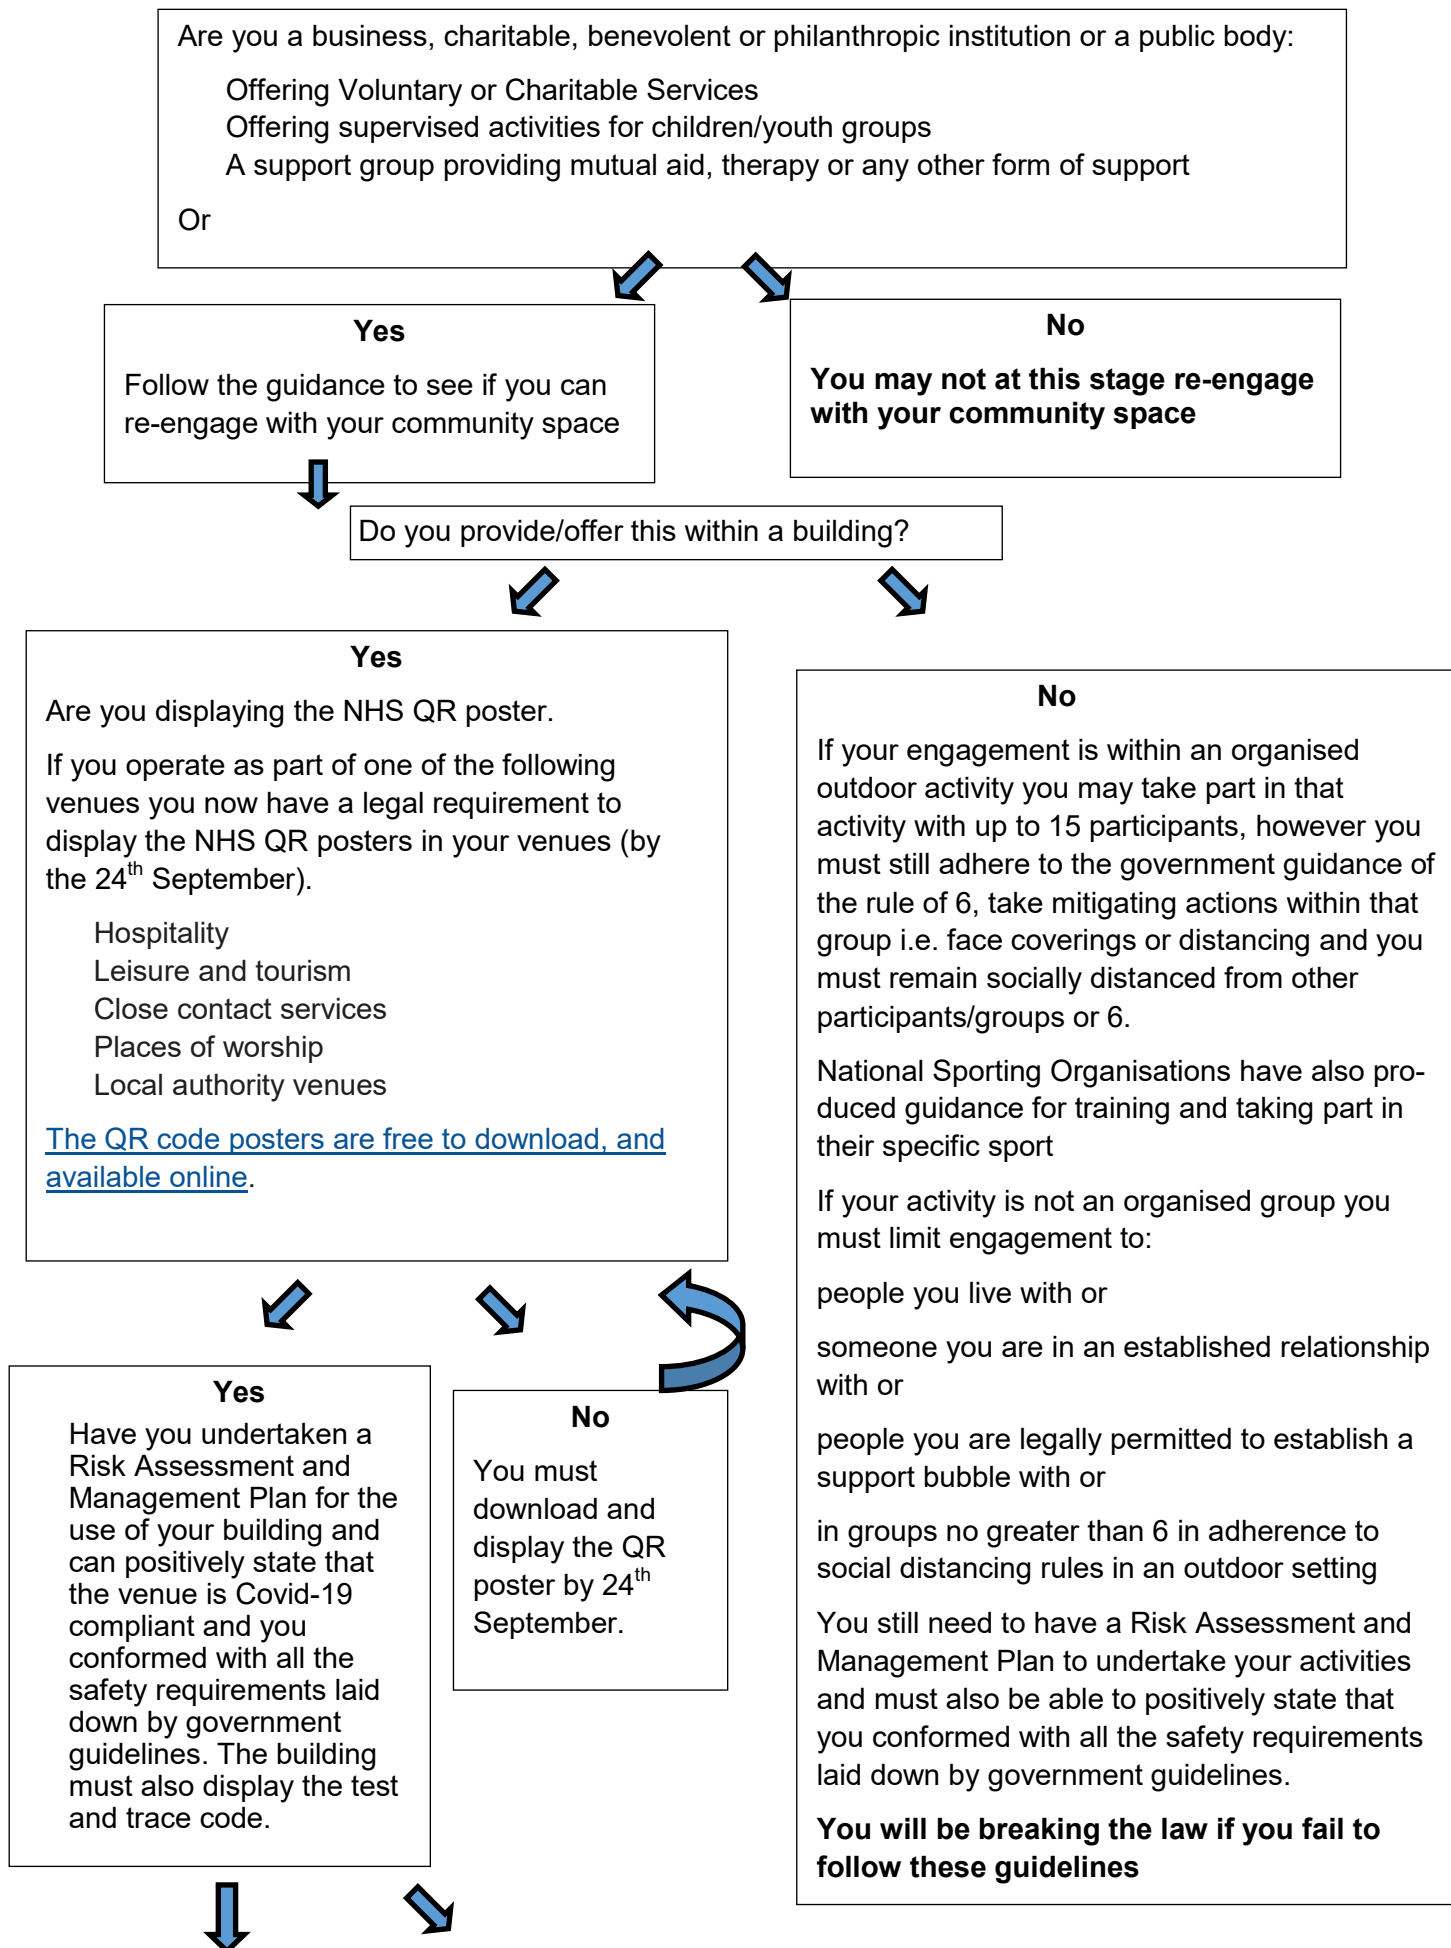 Are you a business, charitable, benevolent or philanthropic institution or a public body:
Offering Voluntary or Charitable Services
Offering supervised activities for children/youth groups
A support group providing mutual aid, therapy or any other form of support
Or
Yes
Follow the guidance to see if you can
re-engage with your community space
No
You may not at this stage re-engage
with your community space
Do you provide/offer this within a building?
Yes
Are you displaying the NHS QR poster.
If you operate as part of one of the following
venues you now have a legal requirement to
display the NHS QR posters in your venues (by
the 24th September).
Hospitality
Leisure and tourism
Close contact services
Places of worship
Local authority venues
The QR code posters are free to download, and
available online.
No
If your engagement is within an organised
outdoor activity you may take part in that
activity with up to 15 participants, however you
must still adhere to the government guidance of
the rule of 6, take mitigating actions within that
group i.e. face coverings or distancing and you
must remain socially distanced from other
participants/groups or 6.
National Sporting Organisations have also pro-
duced guidance for training and taking part in
their specific sport
If your activity is not an organised group you
must limit engagement to:
people you live with or
someone you are in an established relationship
with or
people you are legally permitted to establish a
support bubble with or
in groups no greater than 6 in adherence to
social distancing rules in an outdoor setting
You still need to have a Risk Assessment and
Management Plan to undertake your activities
and must also be able to positively state that
you conformed with all the safety requirements
laid down by government guidelines.
You will be breaking the law if you fail to
follow these guidelines
Yes
Have you undertaken a
Risk Assessment and
Management Plan for the
use of your building and
can positively state that
the venue is Covid-19
compliant and you
conformed with all the
safety requirements laid
down by government
guidelines. The building
must also display the test
and trace code.
No
You must
download and
display the QR
poster by 24th
September.